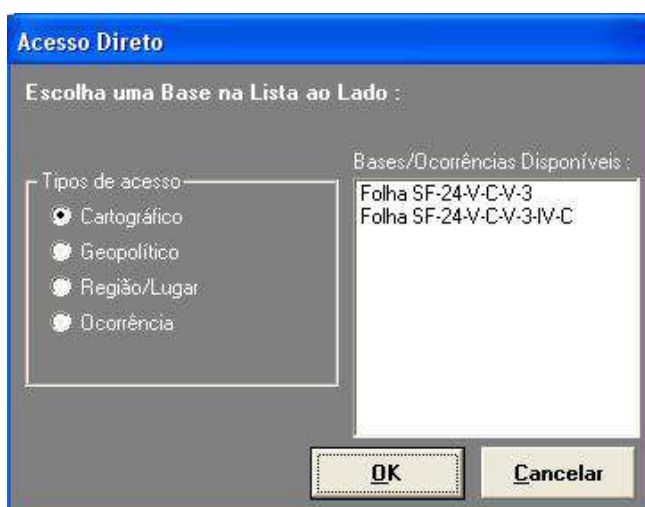 Acesso Direto
Escolha uma Base na Lista ao Lado :
Tipos de acesso
Cartográfico
Geopolítico
Região/Lugar
Ocorrência
Bases/Ocorrências Disponíveis :
Folha SF-24-V-C-V-3
Folha SF-24-V-C-V-3-IV-C
OK
Cancelar